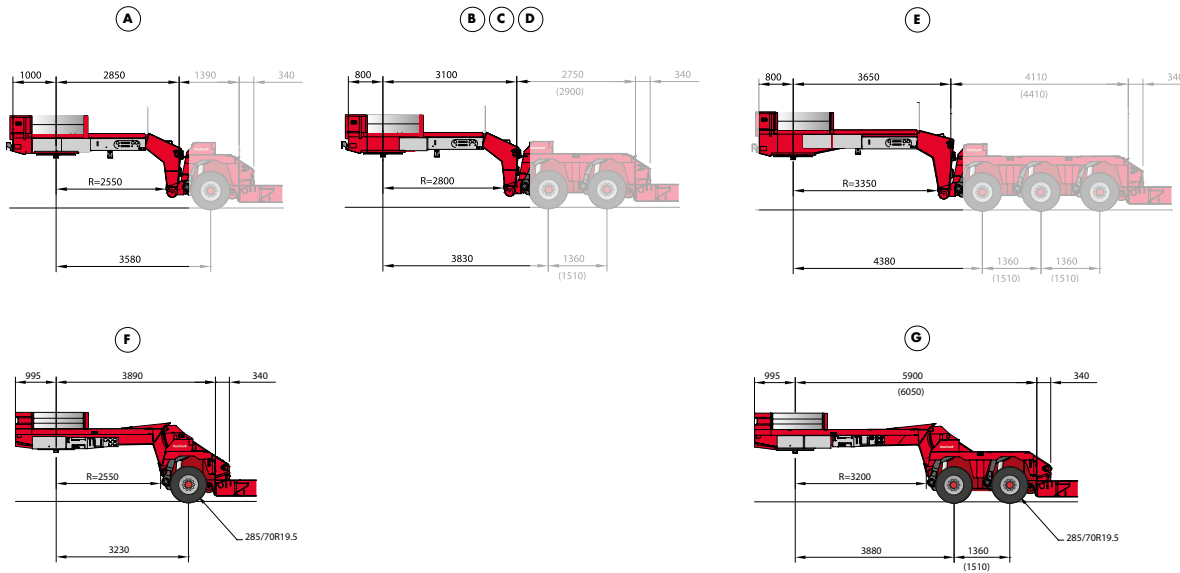 A
1000 2850 1390 340
R=2550
3580
B C D
800 3100 2750 340
(2900)
R=2800
3830 1360
(1510)
E
800 3650 4110 340
(4410)
R=3350
4380 1360 1360
(1510) (1510)
F
995 3890 340
R=2550
285/70R19.5
3230
G
995 5900 340
(6050)
R=3200
285/70R19.5
3880 1360
(1510)